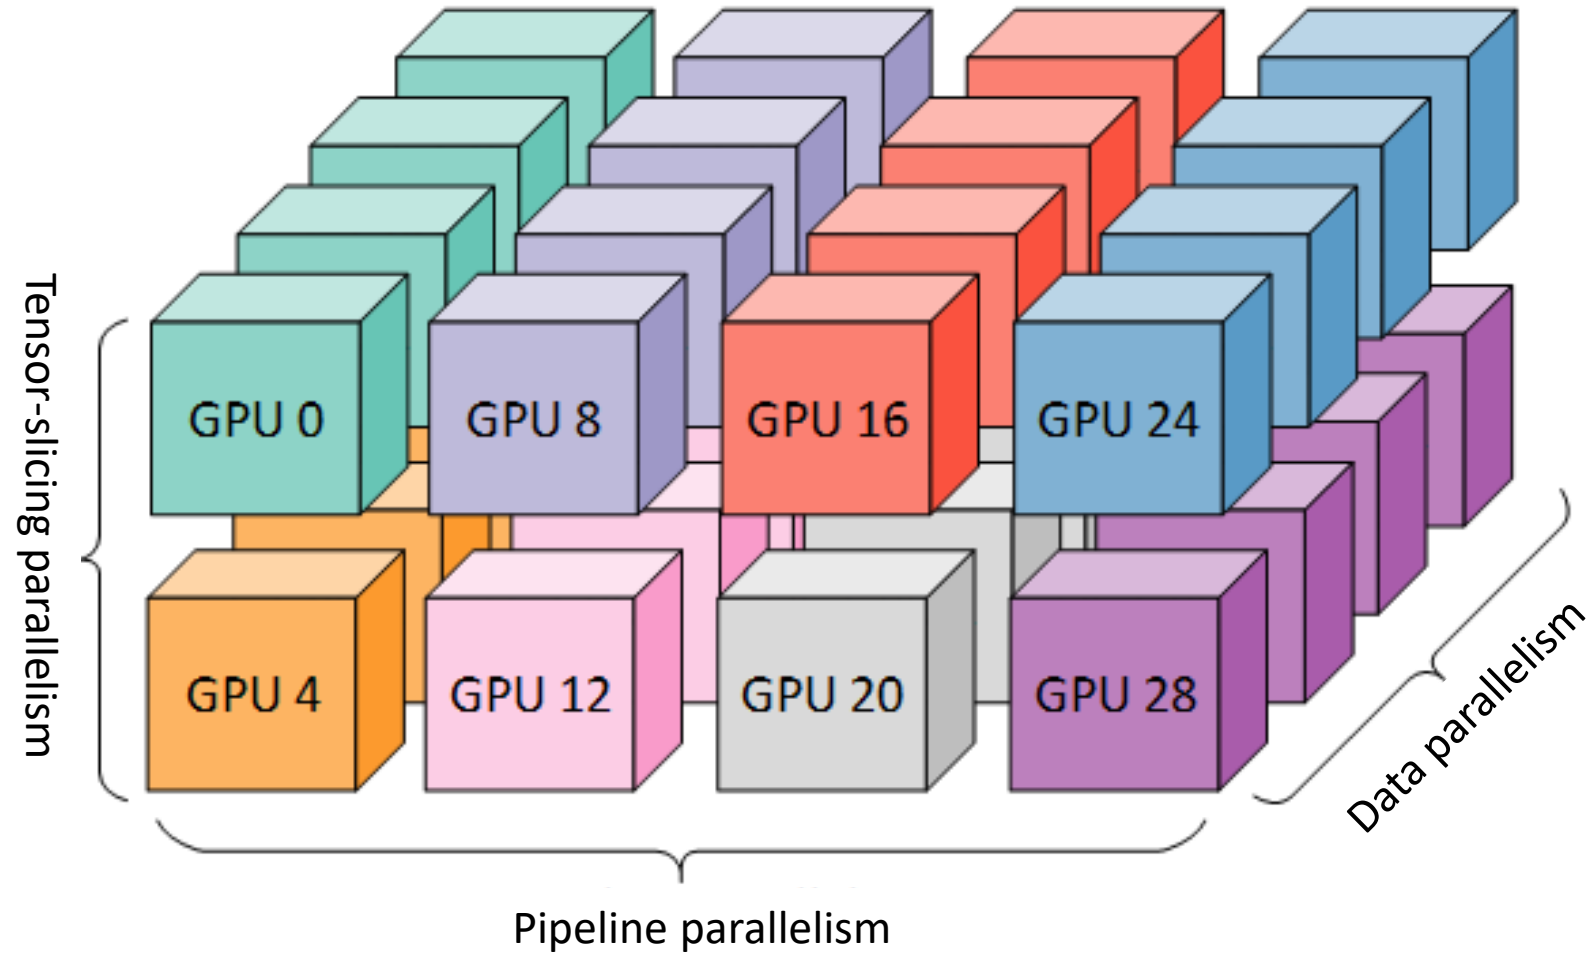 Tensor-slicing parallelism
GPU 0
GPU 8
GPU 16
GPU 24
GPU 4
GPU 12
GPU 20
GPU 28
Data parallelism
Pipeline parallelism